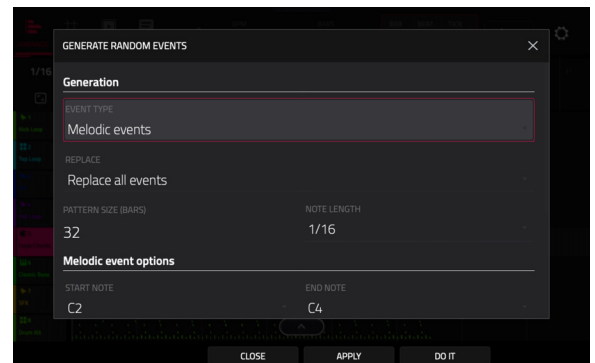 GENERATE RANDOM EVENTS
Generation
EVENT TYPE
Melodic events
REPLACE
Replace all events
PATTERN SIZE (BARS)
NOTE LENGTH
32
1/16
Melodic event options
START NOTE
END NOTE
C2
C4
1/16
CLOSE
APPLY
DO IT